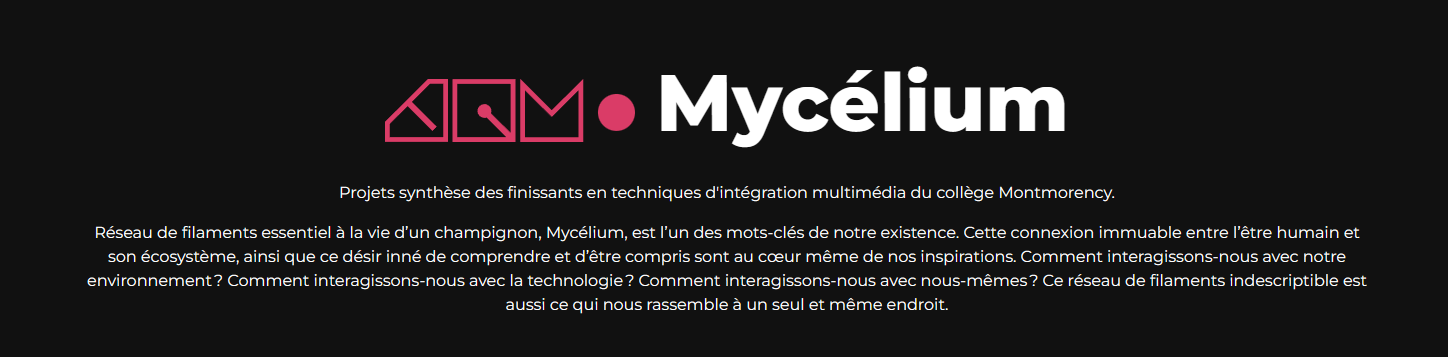 Mycélium
Projets synthèse des finissants en techniques d'intégration multimédia du collège Montmorency.
Réseau de filaments essentiel à la vie d’un champignon, Mycélium, est l’un des mots-clés de notre existence. Cette connexion immuable entre l’être humain et
son écosystème, ainsi que ce désir inné de comprendre et d’être compris sont au cœur même de nos inspirations. Comment interagissons-nous avec notre
environnement ? Comment interagissons-nous avec la technologie ? Comment interagissons-nous avec nous-mêmes ? Ce réseau de filaments indescriptible est
aussi ce qui nous rassemble à un seul et même endroit.